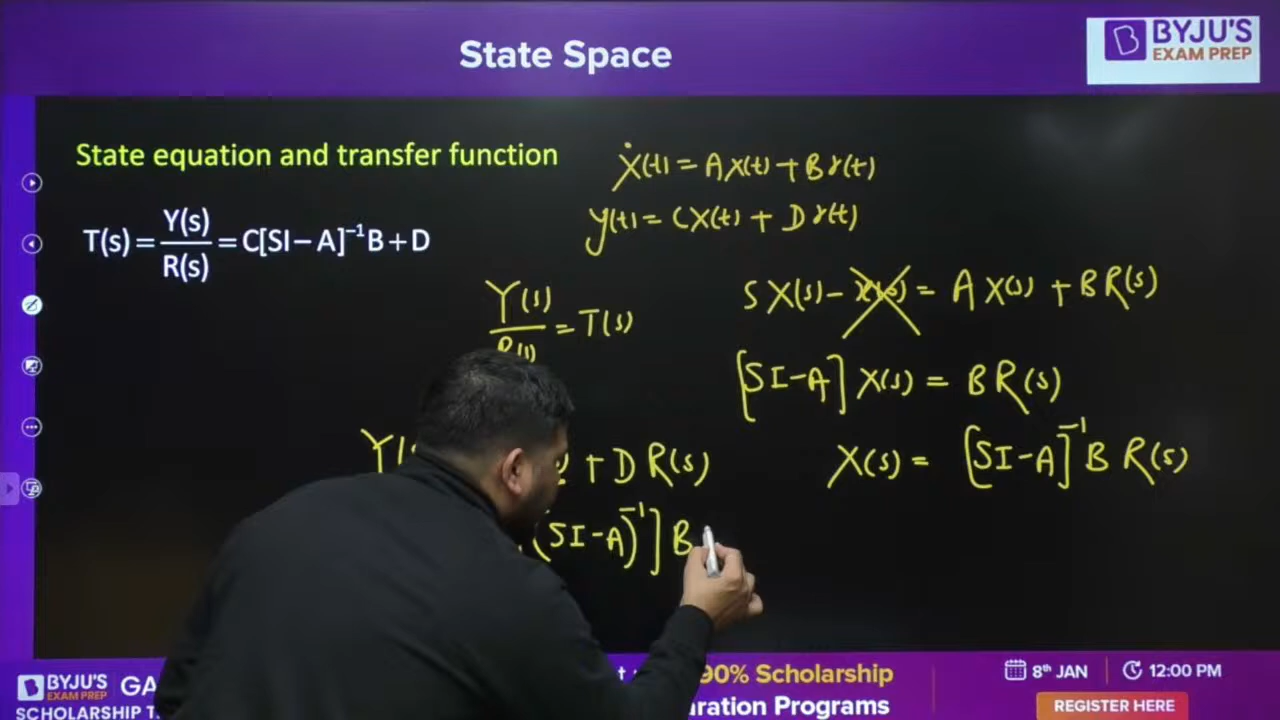 State Space
BYJU'S
EXAM PREP
State equation and transfer function
T(s) = Y(s)/R(s) = C[SI − A]⁻¹B + D
Ẋ(t) = AX(t) + Br(t)
y(t) = CX(t) + Dr(t)
Y(s)/R(s) = T(s)
SX(s) − X(0) = AX(s) + BR(s)
[SI−A] X(s) = BR(s)
X(s) = [SI−A]⁻¹ B R(s)
+ D R(s)
(SI−A)⁻¹] B
BYJU'S
EXAM PREP
GA
SCHOLARSHIP T
90% Scholarship
aration Programs
8th JAN
12:00 PM
REGISTER HERE